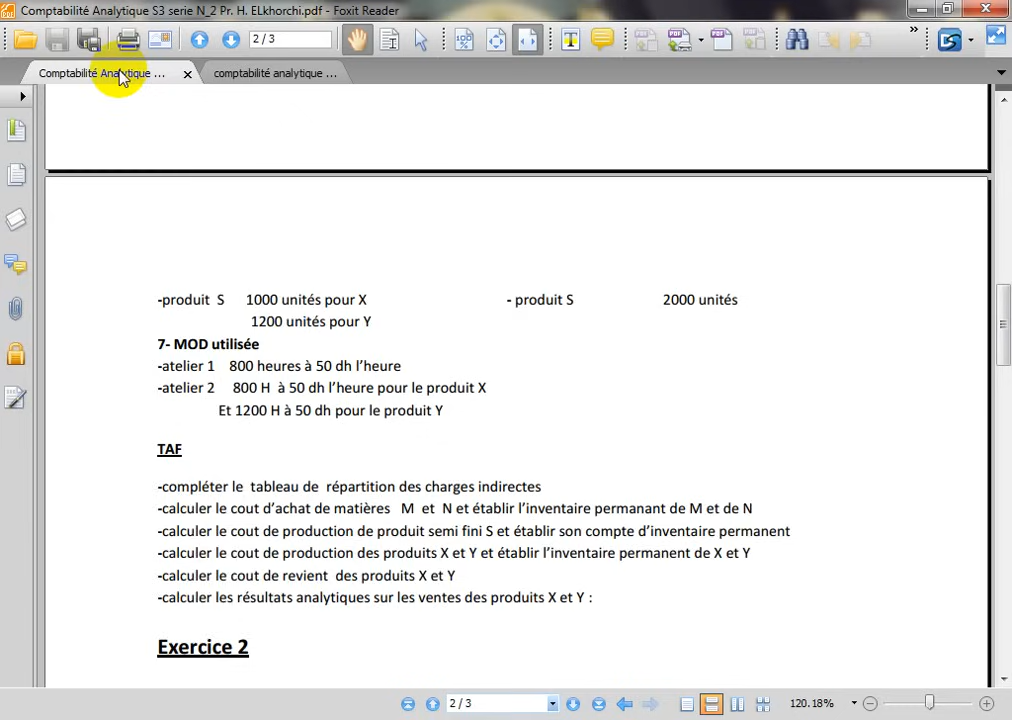 Comptabilité Analytique S3 serie N_2 Pr. H. ELkhorchi.pdf - Foxit Reader
2 / 3
Comptabilité Analytique ... comptabilité analytique ...
-produit S 1000 unités pour X - produit S 2000 unités
1200 unités pour Y
7- MOD utilisée
-atelier 1 800 heures à 50 dh l’heure
-atelier 2 800 H à 50 dh l’heure pour le produit X
Et 1200 H à 50 dh pour le produit Y
TAF
-compléter le tableau de répartition des charges indirectes
-calculer le cout d’achat de matières M et N et établir l’inventaire permanant de M et de N
-calculer le cout de production de produit semi fini S et établir son compte d’inventaire permanent
-calculer le cout de production des produits X et Y et établir l’inventaire permanent de X et Y
-calculer le cout de revient des produits X et Y
-calculer les résultats analytiques sur les ventes des produits X et Y :
Exercice 2
2 / 3 120.18%